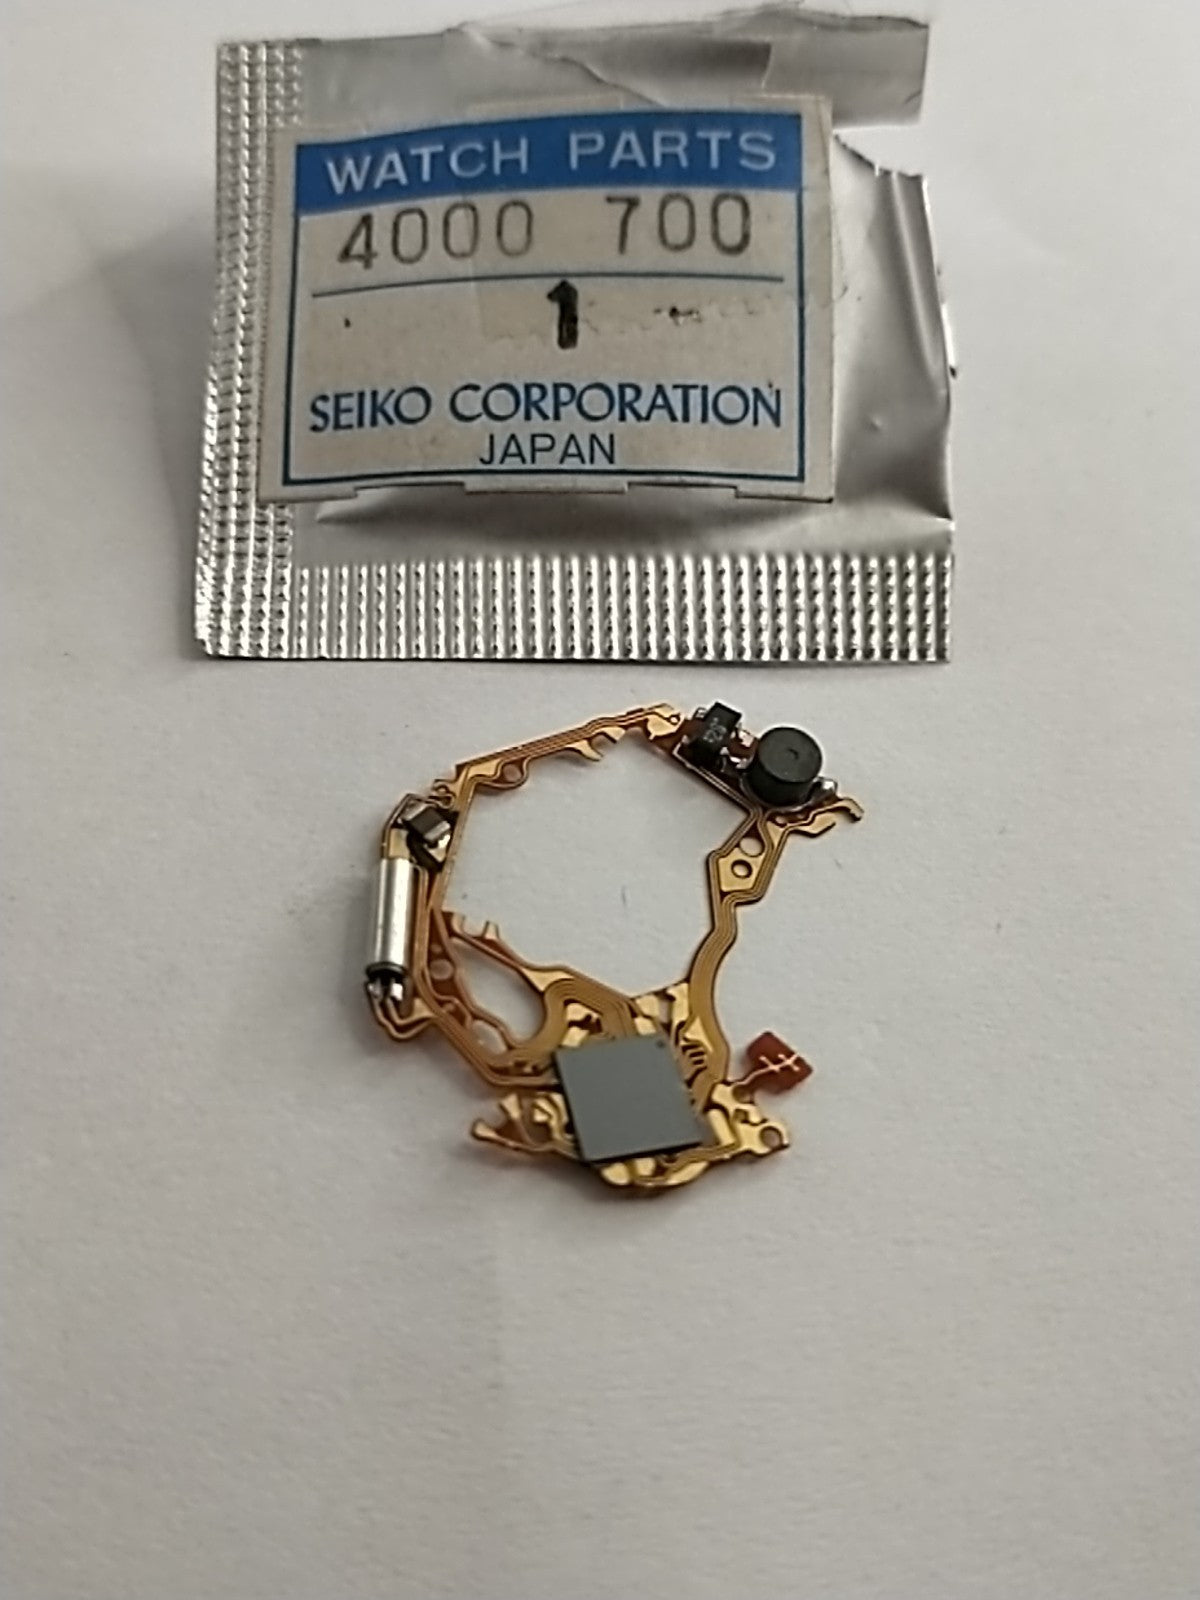 WATCH PARTS
4000 700
1
SEIKO CORPORATION
JAPAN